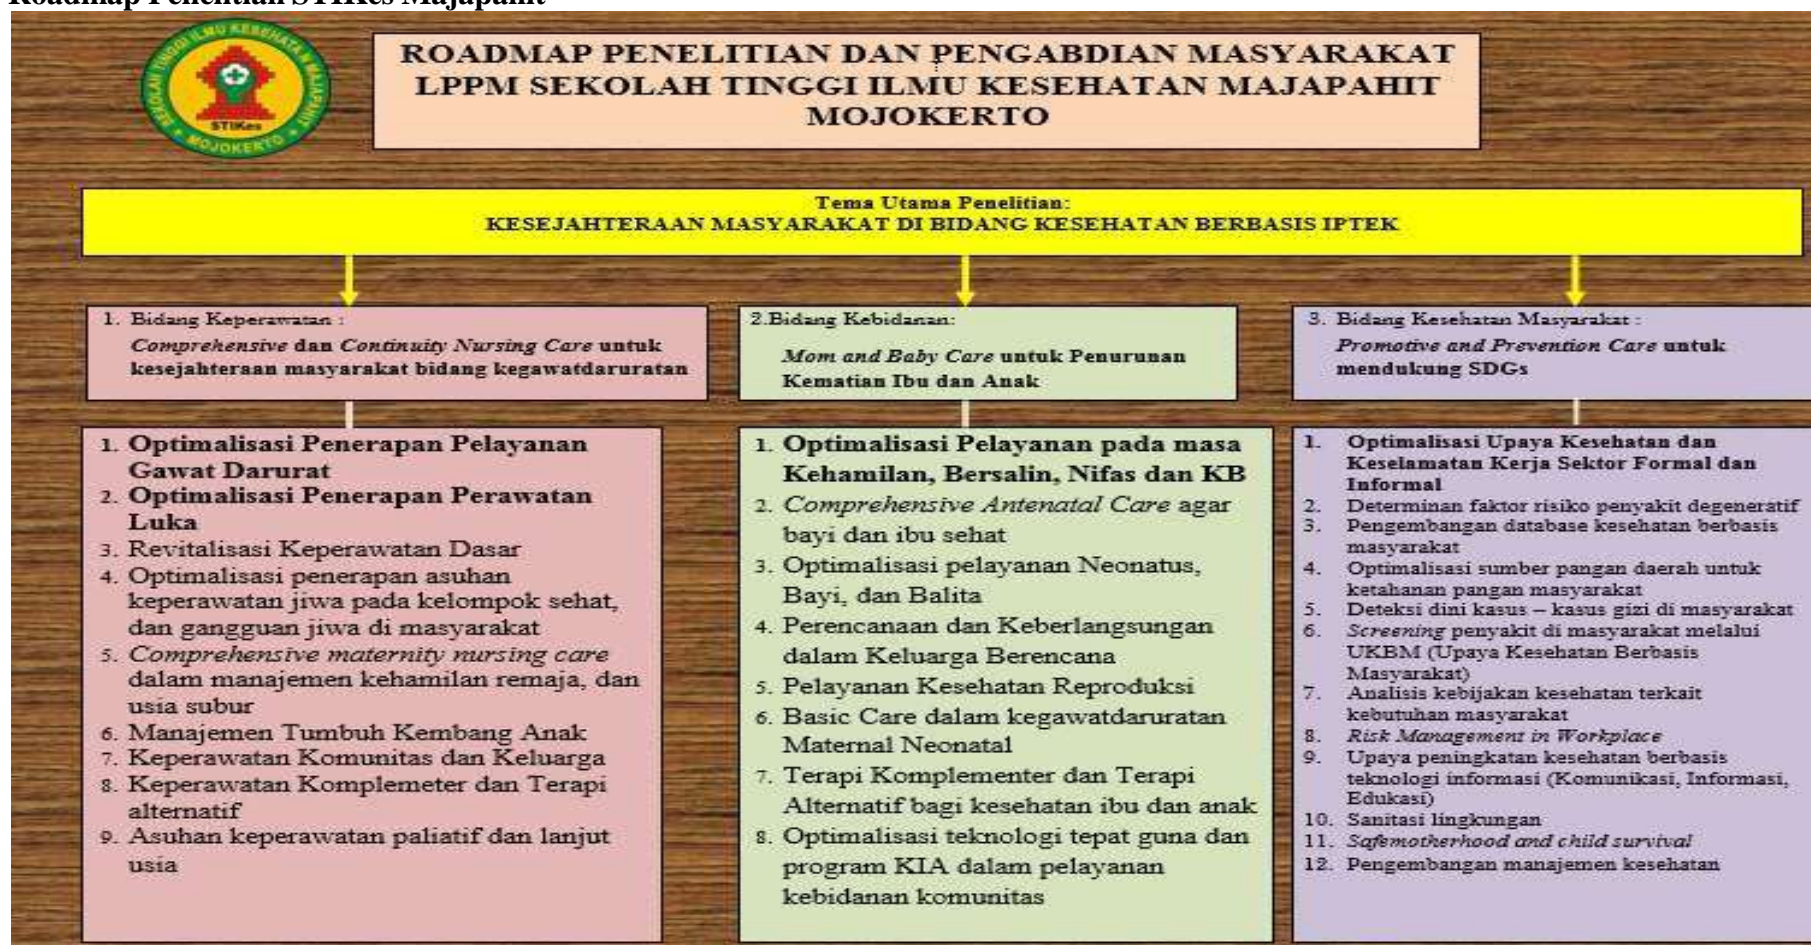 Roadmap Penelitian STIKes Majapahit
SEKOLAH TINGGI ILMU KESEHATAN MAJAPAHIT
STIKes
MOJOKERTO
ROADMAP PENELITIAN DAN PENGABDIAN MASYARAKAT
LPPM SEKOLAH TINGGI ILMU KESEHATAN MAJAPAHIT
MOJOKERTO
Tema Utama Penelitian:
KESEJAHTERAAN MASYARAKAT DI BIDANG KESEHATAN BERBASIS IPTEK
1. Bidang Keperawatan :
Comprehensive dan Continuity Nursing Care untuk
kesejahteraan masyarakat bidang kegawatdaruratan
2.Bidang Kebidanan:
Mom and Baby Care untuk Penurunan
Kematian Ibu dan Anak
3. Bidang Kesehatan Masyarakat :
Promotive and Prevention Care untuk
mendukung SDGs
1. Optimalisasi Penerapan Pelayanan
Gawat Darurat
2. Optimalisasi Penerapan Perawatan
Luka
3. Revitalisasi Keperawatan Dasar
4. Optimalisasi penerapan asuhan
keperawatan jiwa pada kelompok sehat,
dan gangguan jiwa di masyarakat
5. Comprehensive maternity nursing care
dalam manajemen kehamilan remaja, dan
usia subur
6. Manajemen Tumbuh Kembang Anak
7. Keperawatan Komunitas dan Keluarga
8. Keperawatan Komplemeter dan Terapi
alternatif
9. Asuhan keperawatan paliatif dan lanjut
usia
1. Optimalisasi Pelayanan pada masa
Kehamilan, Bersalin, Nifas dan KB
2. Comprehensive Antenatal Care agar
bayi dan ibu sehat
3. Optimalisasi pelayanan Neonatus,
Bayi, dan Balita
4. Perencanaan dan Keberlangsungan
dalam Keluarga Berencana
5. Pelayanan Kesehatan Reproduksi
6. Basic Care dalam kegawatdaruratan
Maternal Neonatal
7. Terapi Komplementer dan Terapi
Alternatif bagi kesehatan ibu dan anak
8. Optimalisasi teknologi tepat guna dan
program KIA dalam pelayanan
kebidanan komunitas
1. Optimalisasi Upaya Kesehatan dan
Keselamatan Kerja Sektor Formal dan
Informal
2. Determinan faktor risiko penyakit degeneratif
3. Pengembangan database kesehatan berbasis
masyarakat
4. Optimalisasi sumber pangan daerah untuk
ketahanan pangan masyarakat
5. Deteksi dini kasus – kasus gizi di masyarakat
6. Screening penyakit di masyarakat melalui
UKBM (Upaya Kesehatan Berbasis
Masyarakat)
7. Analisis kebijakan kesehatan terkait
kebutuhan masyarakat
8. Risk Management in Workplace
9. Upaya peningkatan kesehatan berbasis
teknologi informasi (Komunikasi, Informasi,
Edukasi)
10. Sanitasi lingkungan
11. Safemotherhood and child survival
12. Pengembangan manajemen kesehatan